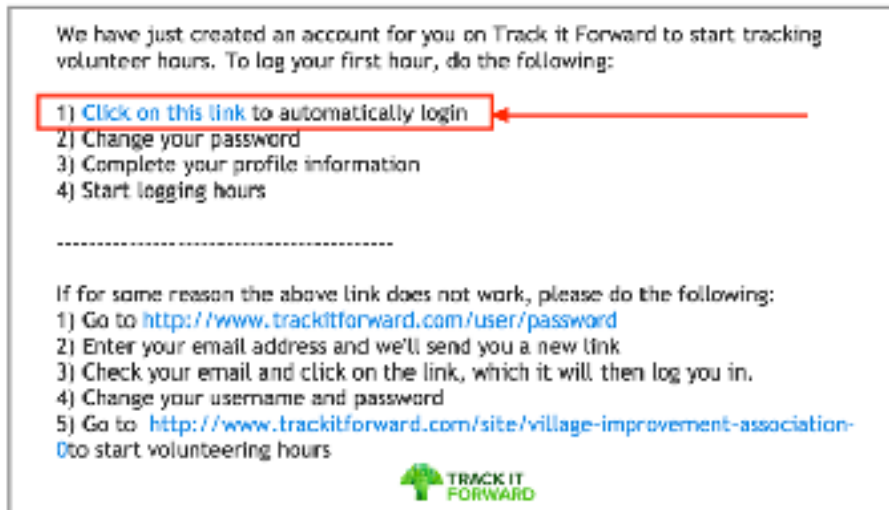 We have just created an account for you on Track it Forward to start tracking
volunteer hours. To log your first hour, do the following:
1) Click on this link to automatically login
2) Change your password
3) Complete your profile information
4) Start logging hours
------------------------------------------
If for some reason the above link does not work, please do the following:
1) Go to http://www.trackitforward.com/user/password
2) Enter your email address and we'll send you a new link
3) Check your email and click on the link, which it will then log you in.
4) Change your username and password
5) Go to http://www.trackitforward.com/site/village-improvement-association-
0to start volunteering hours
TRACK IT
FORWARD